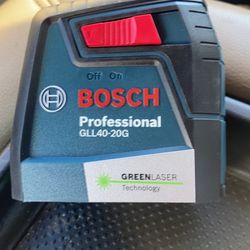 Off On
BOSCH
Professional
GLL40-20G
GREENLASER
Technology